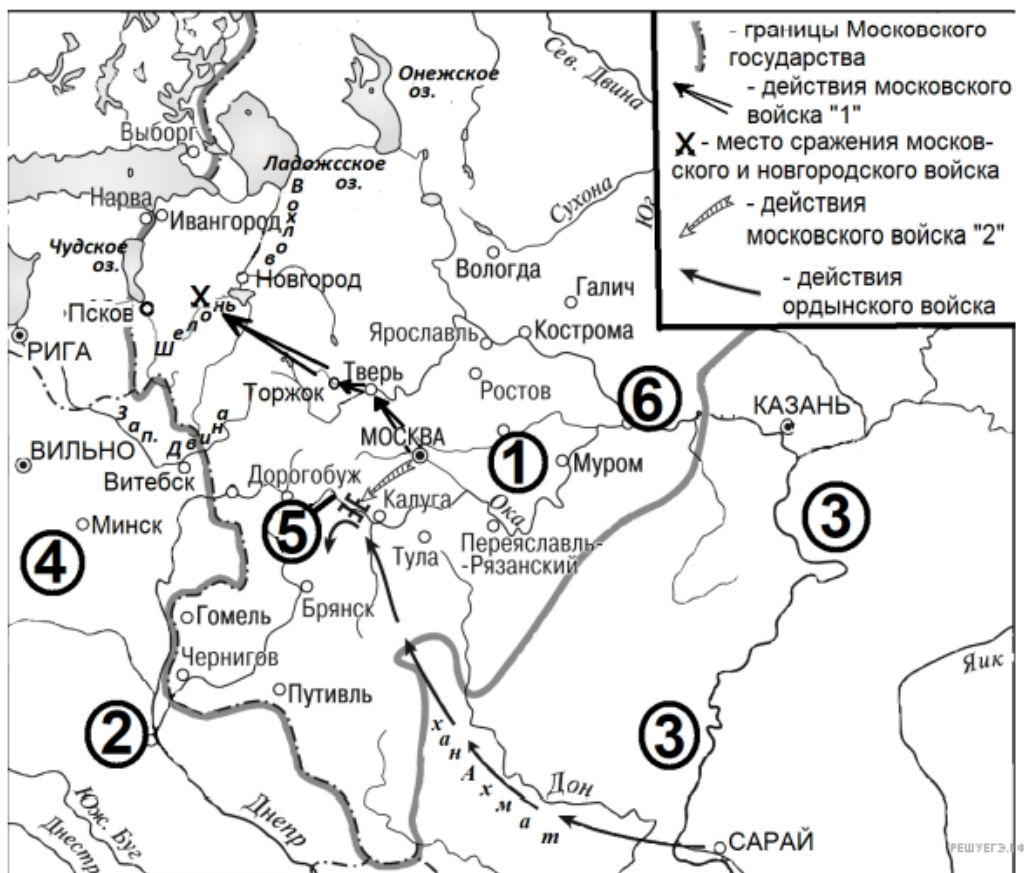 - границы Московского
государства
- действия московского
войска "1"
X - место сражения москов-
ского и новгородского войска
- действия
московского войска "2"
- действия
ордынского войска
Сев. Двина
Онежское
оз.
Выборг
Ладожсское
оз.
Нарва
Ивангород
Волхов
Сухона
Юг
Чудское
оз.
Новгород
Вологда
Галич
X
Псков
Шелонь
Ярославль
Кострома
РИГА
Тверь
Торжок
Ростов
6
КАЗАНЬ
Зап. Двина
МОСКВА
1
Муром
ВИЛЬНО
Витебск
Дорогобуж
Калуга
Ока
3
Минск
5
4
Тула
Переяславль-
-Рязанский
Брянск
Гомель
Чернигов
Путивль
Яик
2
3
хан Ахмат
Дон
Юж. Буг
Днестр
Днепр
САРАЙ
РЕШУЕГЭ.РФ